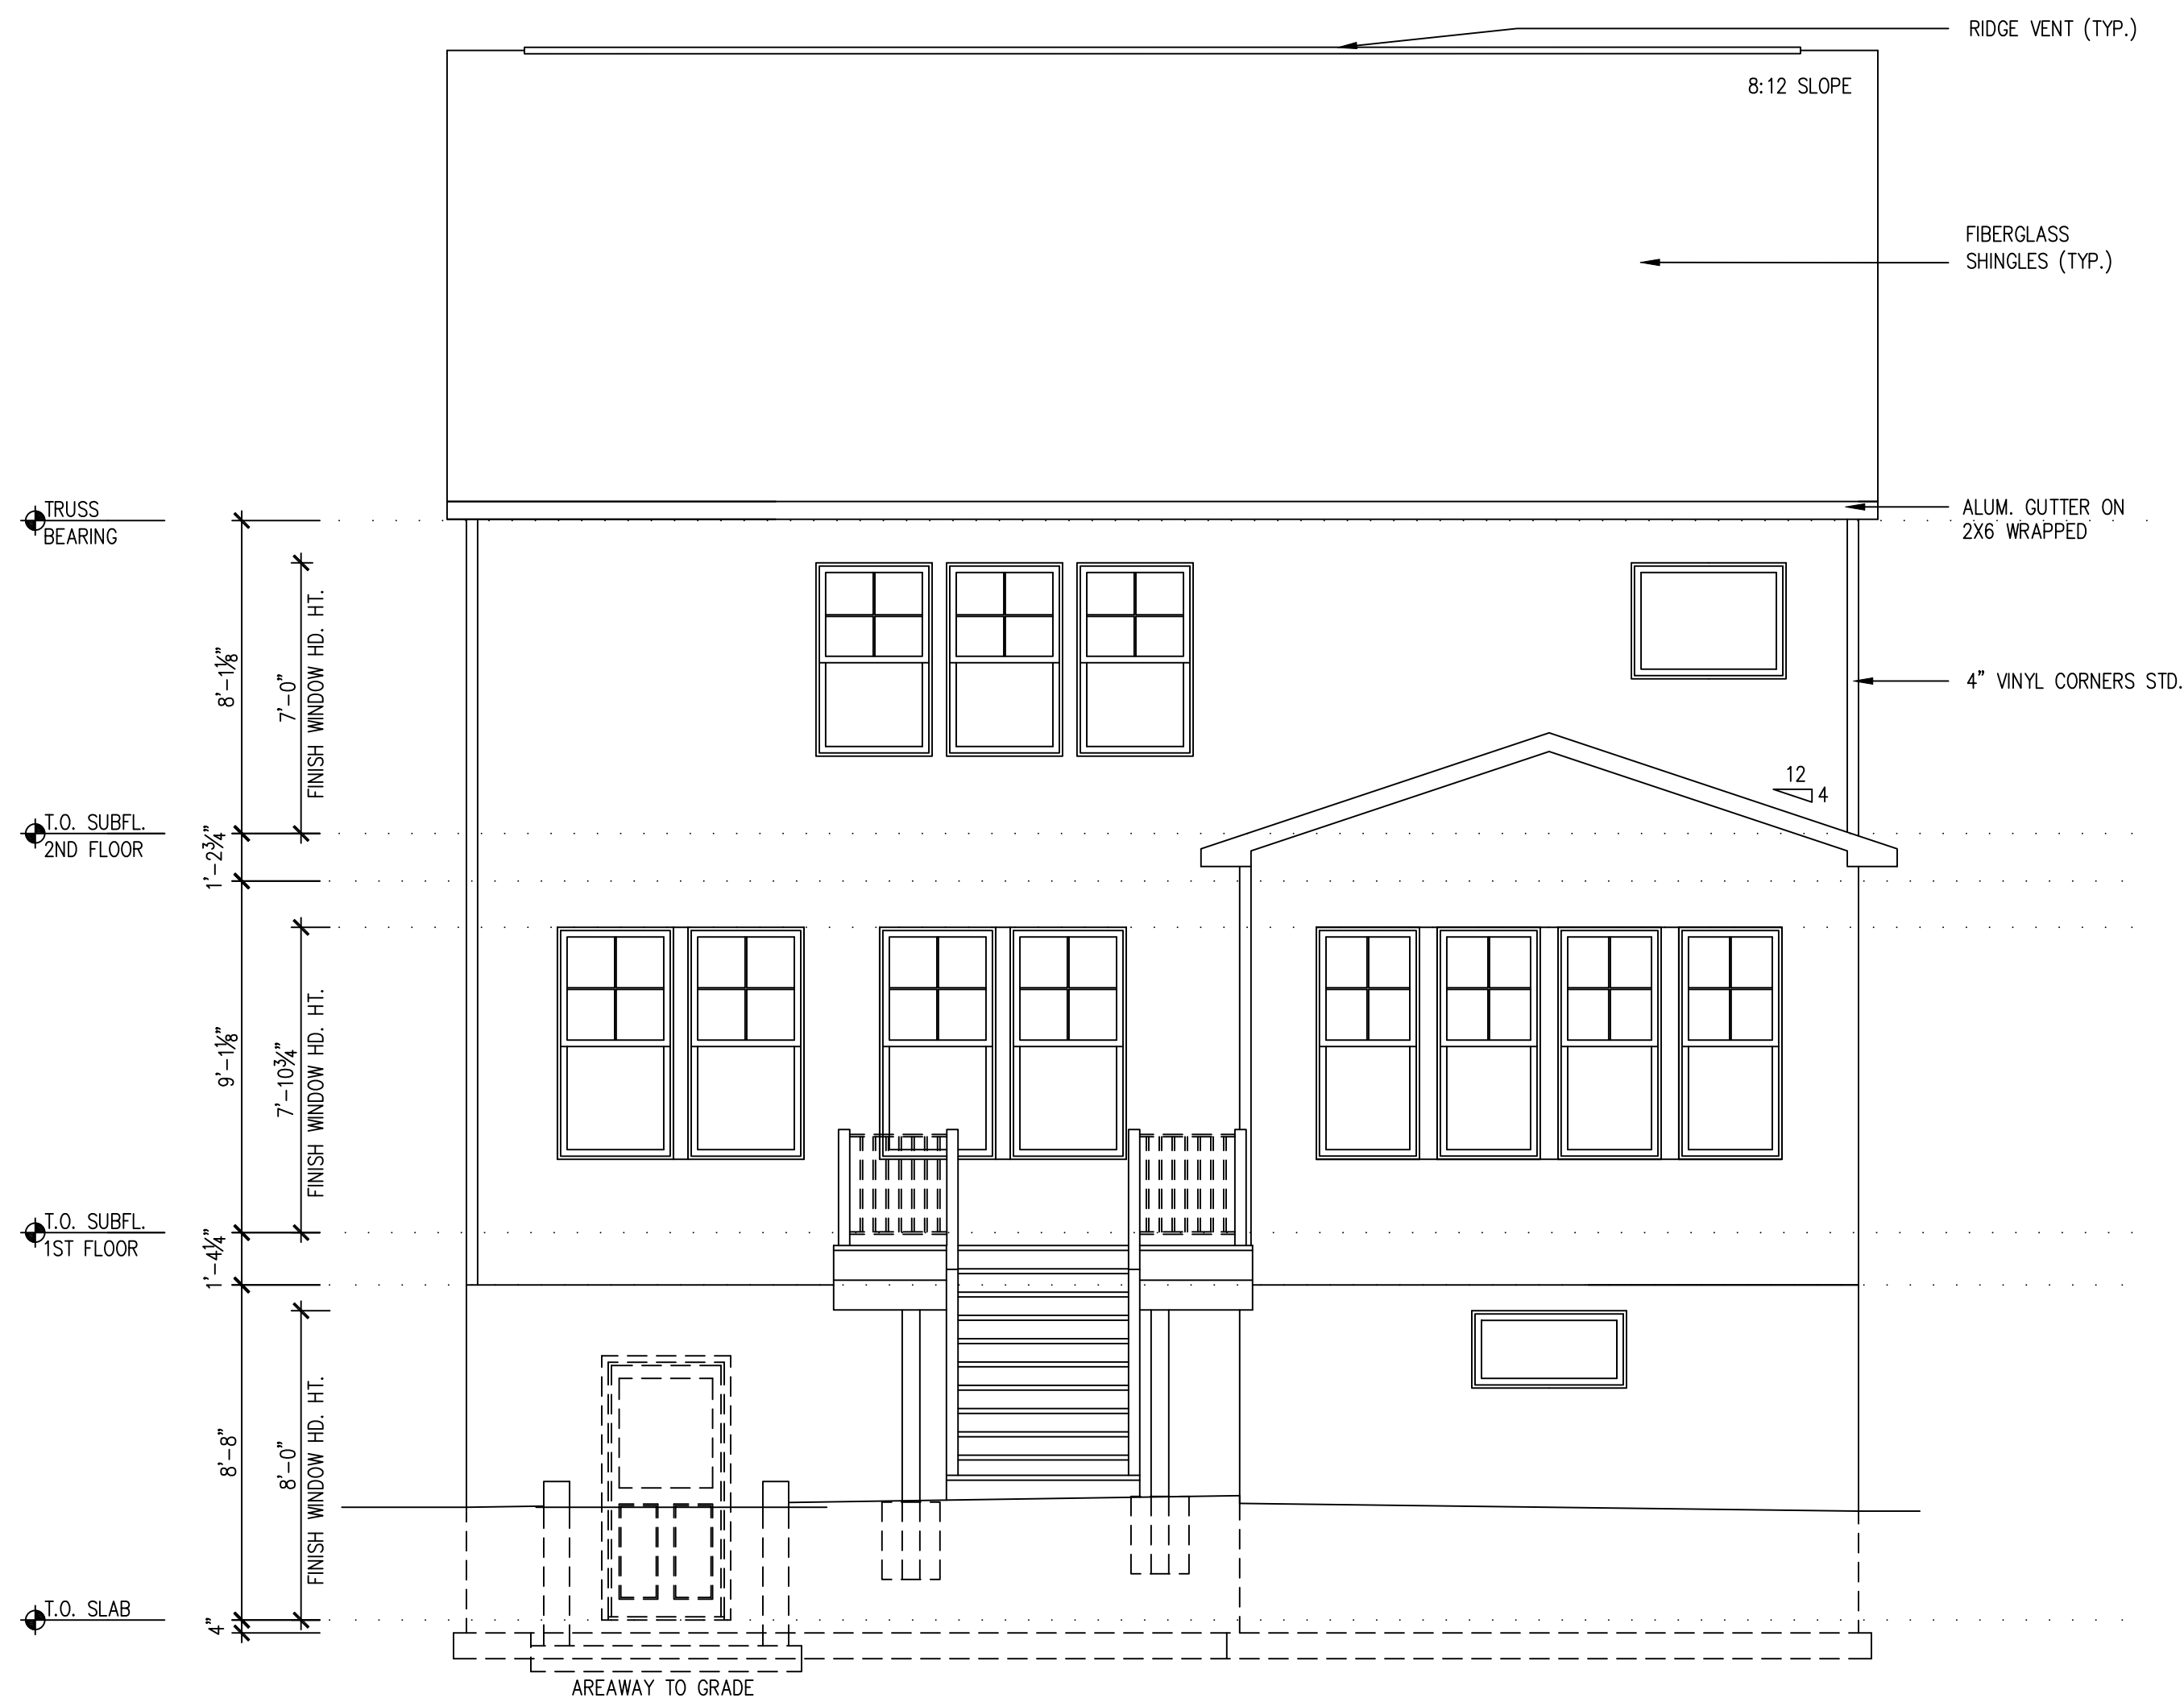 RIDGE VENT (TYP.)
8:12 SLOPE
FIBERGLASS
SHINGLES (TYP.)
TRUSS
BEARING
ALUM. GUTTER ON
2X6 WRAPPED
8'-1⅛"
7'-0"
FINISH WINDOW HD. HT.
4" VINYL CORNERS STD.
12
4
T.O. SUBFL.
2ND FLOOR
1'-2¾"
9'-1⅛"
7'-10¾"
FINISH WINDOW HD. HT.
T.O. SUBFL.
1ST FLOOR
1'-4¼"
8'-8"
8'-0"
FINISH WINDOW HD. HT.
T.O. SLAB
4"
AREAWAY TO GRADE